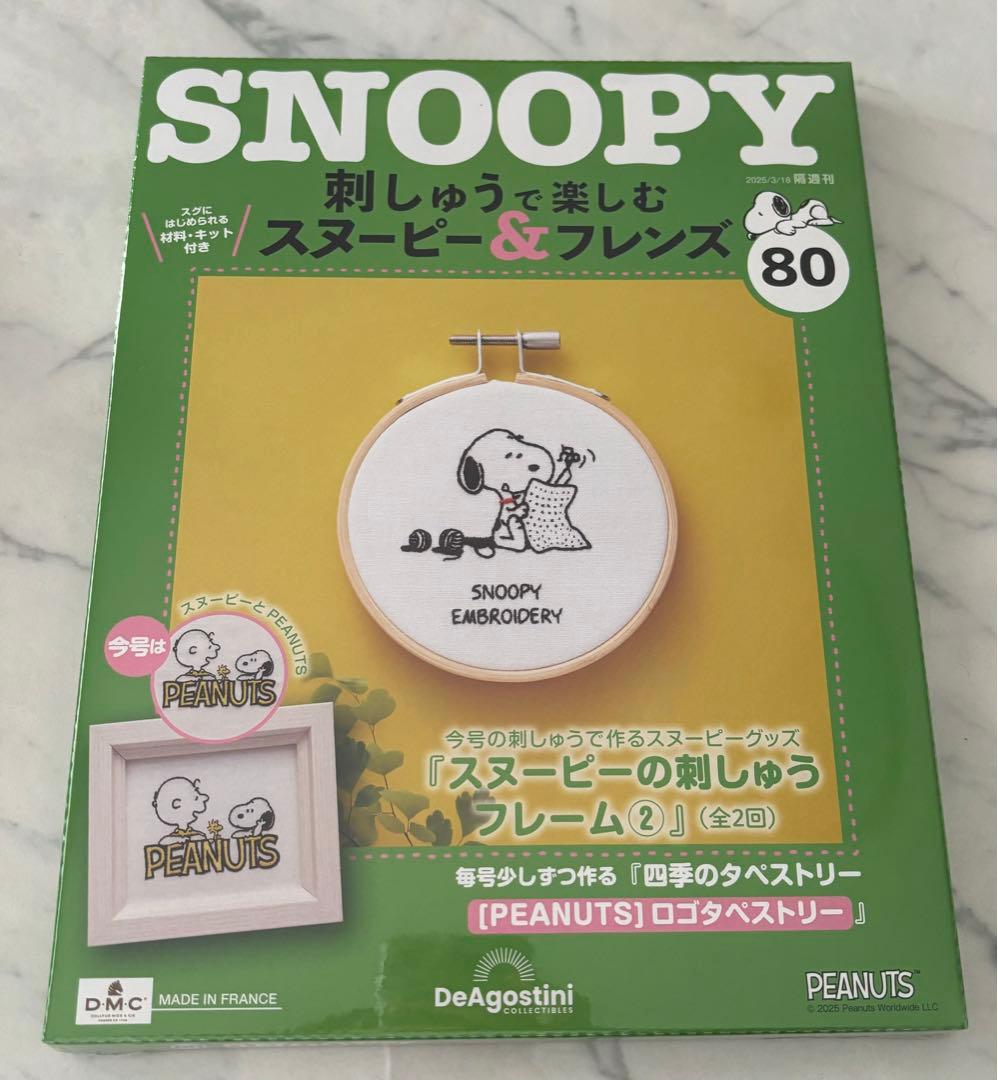 SNOOPY
2025/3/18 隔週刊
刺しゅうで楽しむ
スヌーピー&フレンズ
80
スグに
はじめられる
材料・キット
付き
SNOOPY
EMBROIDERY
今号は
スヌーピーとPEANUTS
PEANUTS
PEANUTS
今号の刺しゅうで作るスヌーピーグッズ
『スヌーピーの刺しゅう
フレーム②』(全2回)
毎号少しずつ作る『四季のタペストリー
[PEANUTS]ロゴタペストリー』
D·M·C
DOLLFUS-MIEG & CIE
MADE IN FRANCE
DeAgostini
COLLECTIBLES
PEANUTS™
© 2025 Peanuts Worldwide LLC